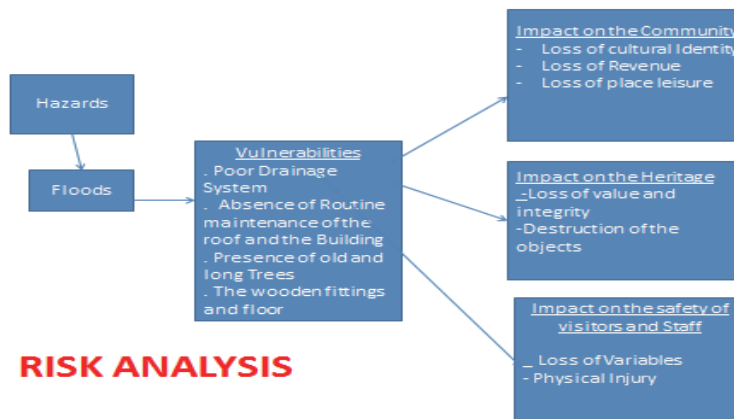 Hazards
Floods
Vulnerabilities
. Poor Drainage
System
. Absence of Routine
maintenance of the
roof and the Building
. Presence of old and
long Trees
. The wooden fittings
and floor
Impact on the Community
- Loss of cultural Identity
- Loss of Revenue
- Loss of place leisure
Impact on the Heritage
-Loss of value and
integrity
-Destruction of the
objects
Impact on the safety of
visitors and Staff
_ Loss of Variables
- Physical Injury
RISK ANALYSIS